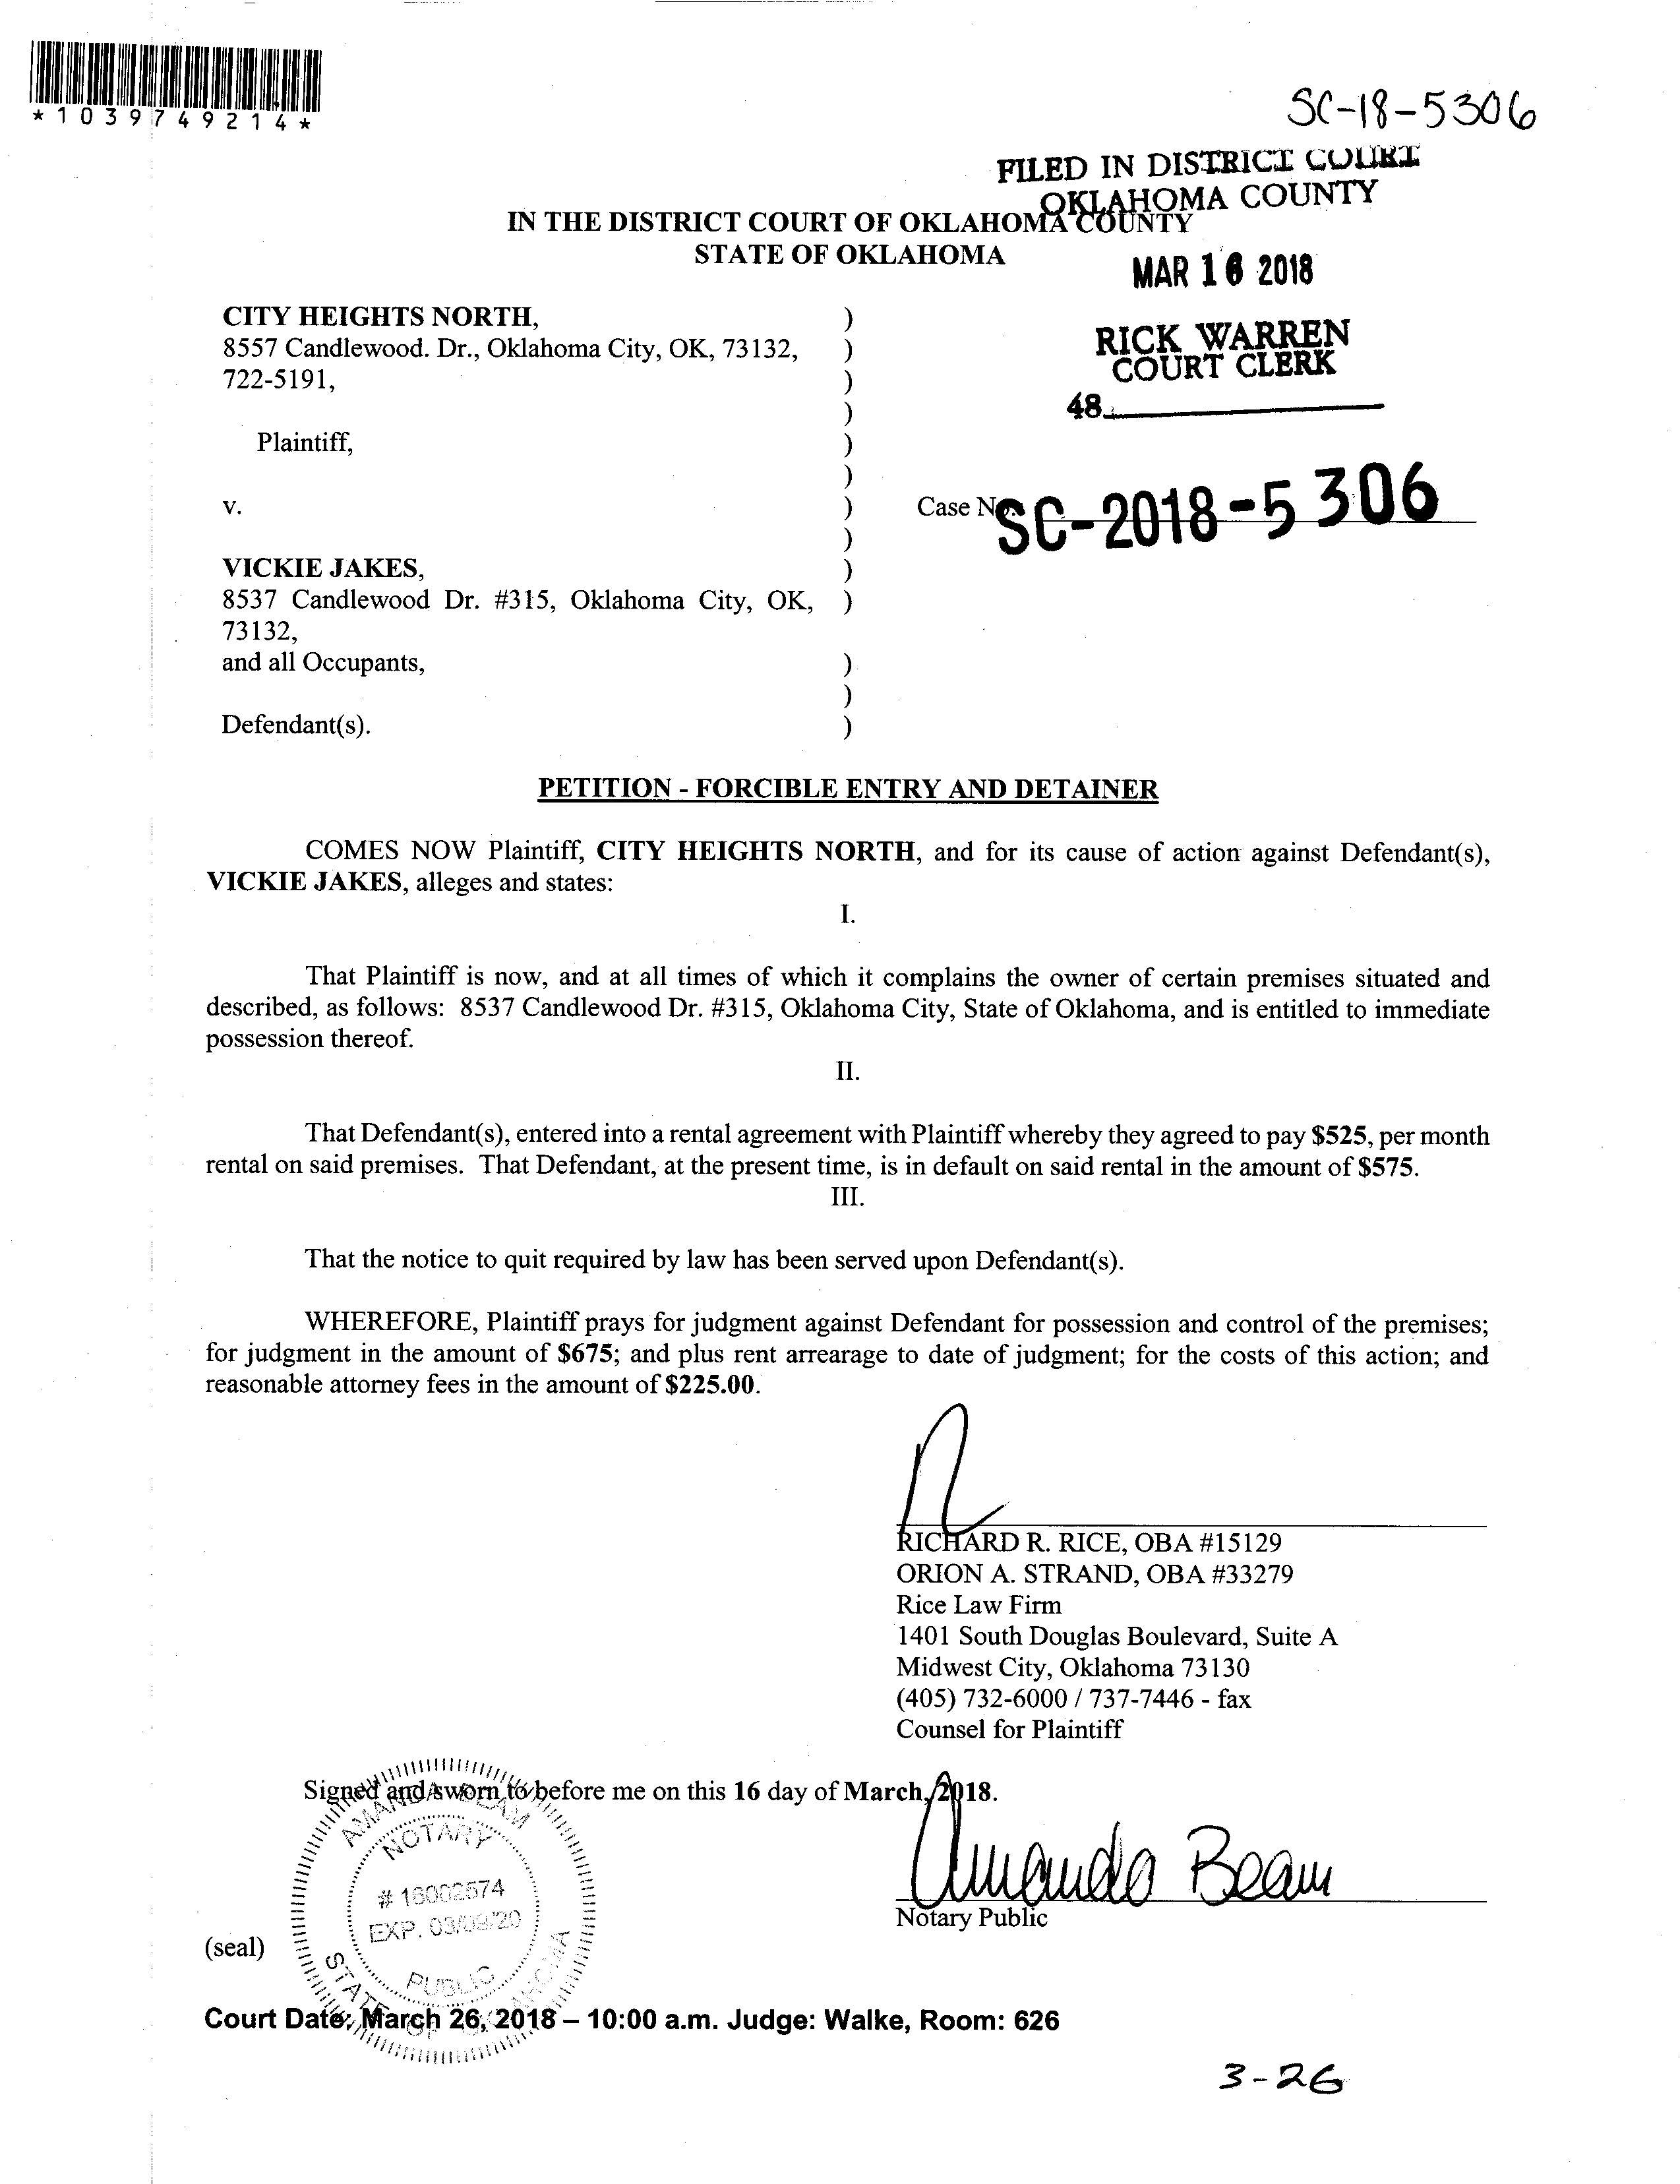 *1039749214*
SC-18-5306
FILED IN DISTRICT COURT
OKLAHOMA COUNTY
IN THE DISTRICT COURT OF OKLAHOMA COUNTY
STATE OF OKLAHOMA
MAR 16 2018
RICK WARREN
COURT CLERK
48
CITY HEIGHTS NORTH, )
8557 Candlewood. Dr., Oklahoma City, OK, 73132, )
722-5191, )
)
Plaintiff, )
)
v. )
Case No. SC-2018-5306
)
VICKIE JAKES, )
8537 Candlewood Dr. #315, Oklahoma City, OK, )
73132,
and all Occupants, )
)
Defendant(s). )
PETITION - FORCIBLE ENTRY AND DETAINER
COMES NOW Plaintiff, CITY HEIGHTS NORTH, and for its cause of action against Defendant(s),
VICKIE JAKES, alleges and states:
I.
That Plaintiff is now, and at all times of which it complains the owner of certain premises situated and
described, as follows: 8537 Candlewood Dr. #315, Oklahoma City, State of Oklahoma, and is entitled to immediate
possession thereof.
II.
That Defendant(s), entered into a rental agreement with Plaintiff whereby they agreed to pay $525, per month
rental on said premises. That Defendant, at the present time, is in default on said rental in the amount of $575.
III.
That the notice to quit required by law has been served upon Defendant(s).
WHEREFORE, Plaintiff prays for judgment against Defendant for possession and control of the premises;
for judgment in the amount of $675; and plus rent arrearage to date of judgment; for the costs of this action; and
reasonable attorney fees in the amount of $225.00.
RICHARD R. RICE, OBA #15129
ORION A. STRAND, OBA #33279
Rice Law Firm
1401 South Douglas Boulevard, Suite A
Midwest City, Oklahoma 73130
(405) 732-6000 / 737-7446 - fax
Counsel for Plaintiff
Signed and sworn to before me on this 16 day of March, 2018.
AMANDA BEAM
NOTARY
# 16002574
EXP. 03/09/20
PUBLIC
STATE OF OKLAHOMA
Amanda Beam
Notary Public
(seal)
Court Date: March 26, 2018 – 10:00 a.m. Judge: Walke, Room: 626
3-26